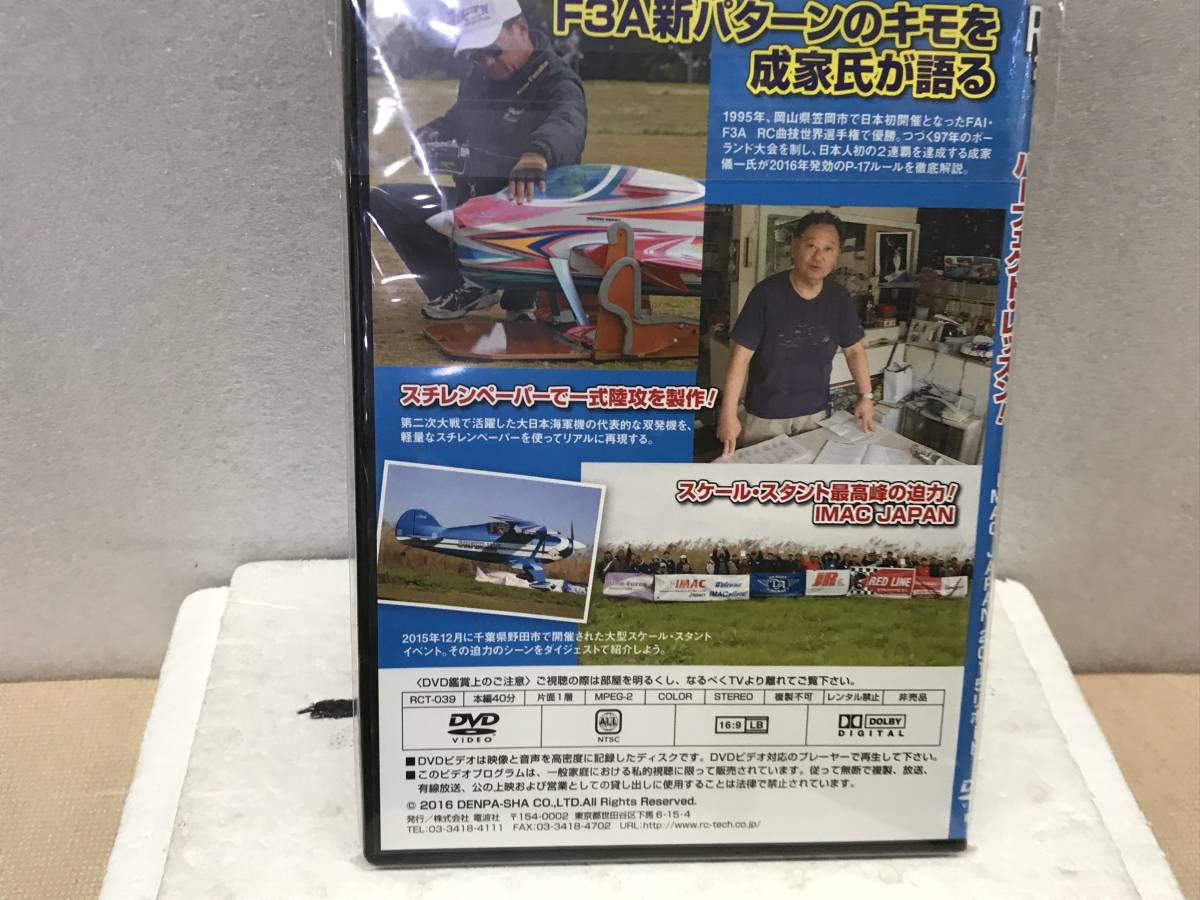 F3A新パターンのキモを
成家氏が語る
1995年、岡山県笠岡市で日本初開催となったFAI・
F3A RC曲技世界選手権で優勝。つづく97年のポー
ランド大会を制し、日本人初の2連覇を達成する成家
儀一氏が2016年発効のP-17ルールを徹底解説。
スチレンペーパーで一式陸攻を製作!
第二次大戦で活躍した大日本海軍機の代表的な双発機を、
軽量なスチレンペーパーを使ってリアルに再現する。
スケール・スタント最高峰の迫力!
IMAC JAPAN
IMAC
JAPAN
JR
RED LINE
2015年12月に千葉県野田市で開催された大型スケール・スタント
イベント。その迫力のシーンをダイジェストで紹介しよう。
〈DVD鑑賞上のご注意〉ご視聴の際は部屋を明るくし、なるべくTVより離れてご覧下さい。
RCT-039 本編40分 片面1層 MPEG-2 COLOR STEREO 複製不可 レンタル禁止 非売品
DVD VIDEO
ALL NTSC
16:9 LB
DOLBY DIGITAL
■DVDビデオは映像と音声を高密度に記録したディスクです。DVDビデオ対応のプレーヤーで再生して下さい。
■このビデオプログラムは、一般家庭における私的視聴に限って販売されています。従って無断で複製、放送、
有線放送、公の上映および営業としての貸し出しに使用することは法律で禁止されています。
© 2016 DENPA-SHA CO.,LTD.All Rights Reserved.
発行/株式会社 電波社 〒154-0002 東京都世田谷区下馬6-15-4
TEL:03-3418-4111 FAX:03-3418-4702 URL:http://www.rc-tech.co.jp/
パーフェクト・レッスン!